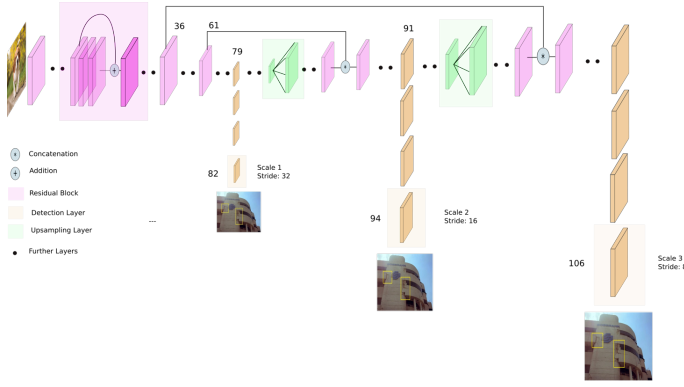 36
61
79
91
Concatenation
Addition
Residual Block
Detection Layer
Upsampling Layer
Further Layers
...
82
Scale 1
Stride: 32
94
Scale 2
Stride: 16
106
Scale 3
Stride: 8